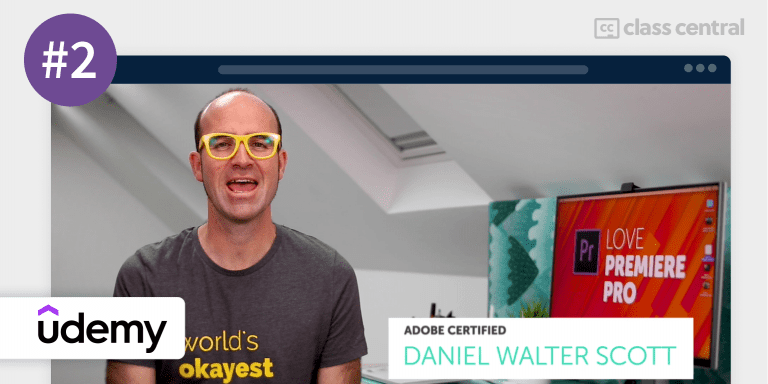 #2
cc class central
Pr
LOVE
PREMIERE
PRO
world's
okayest
ADOBE CERTIFIED
DANIEL WALTER SCOTT
udemy